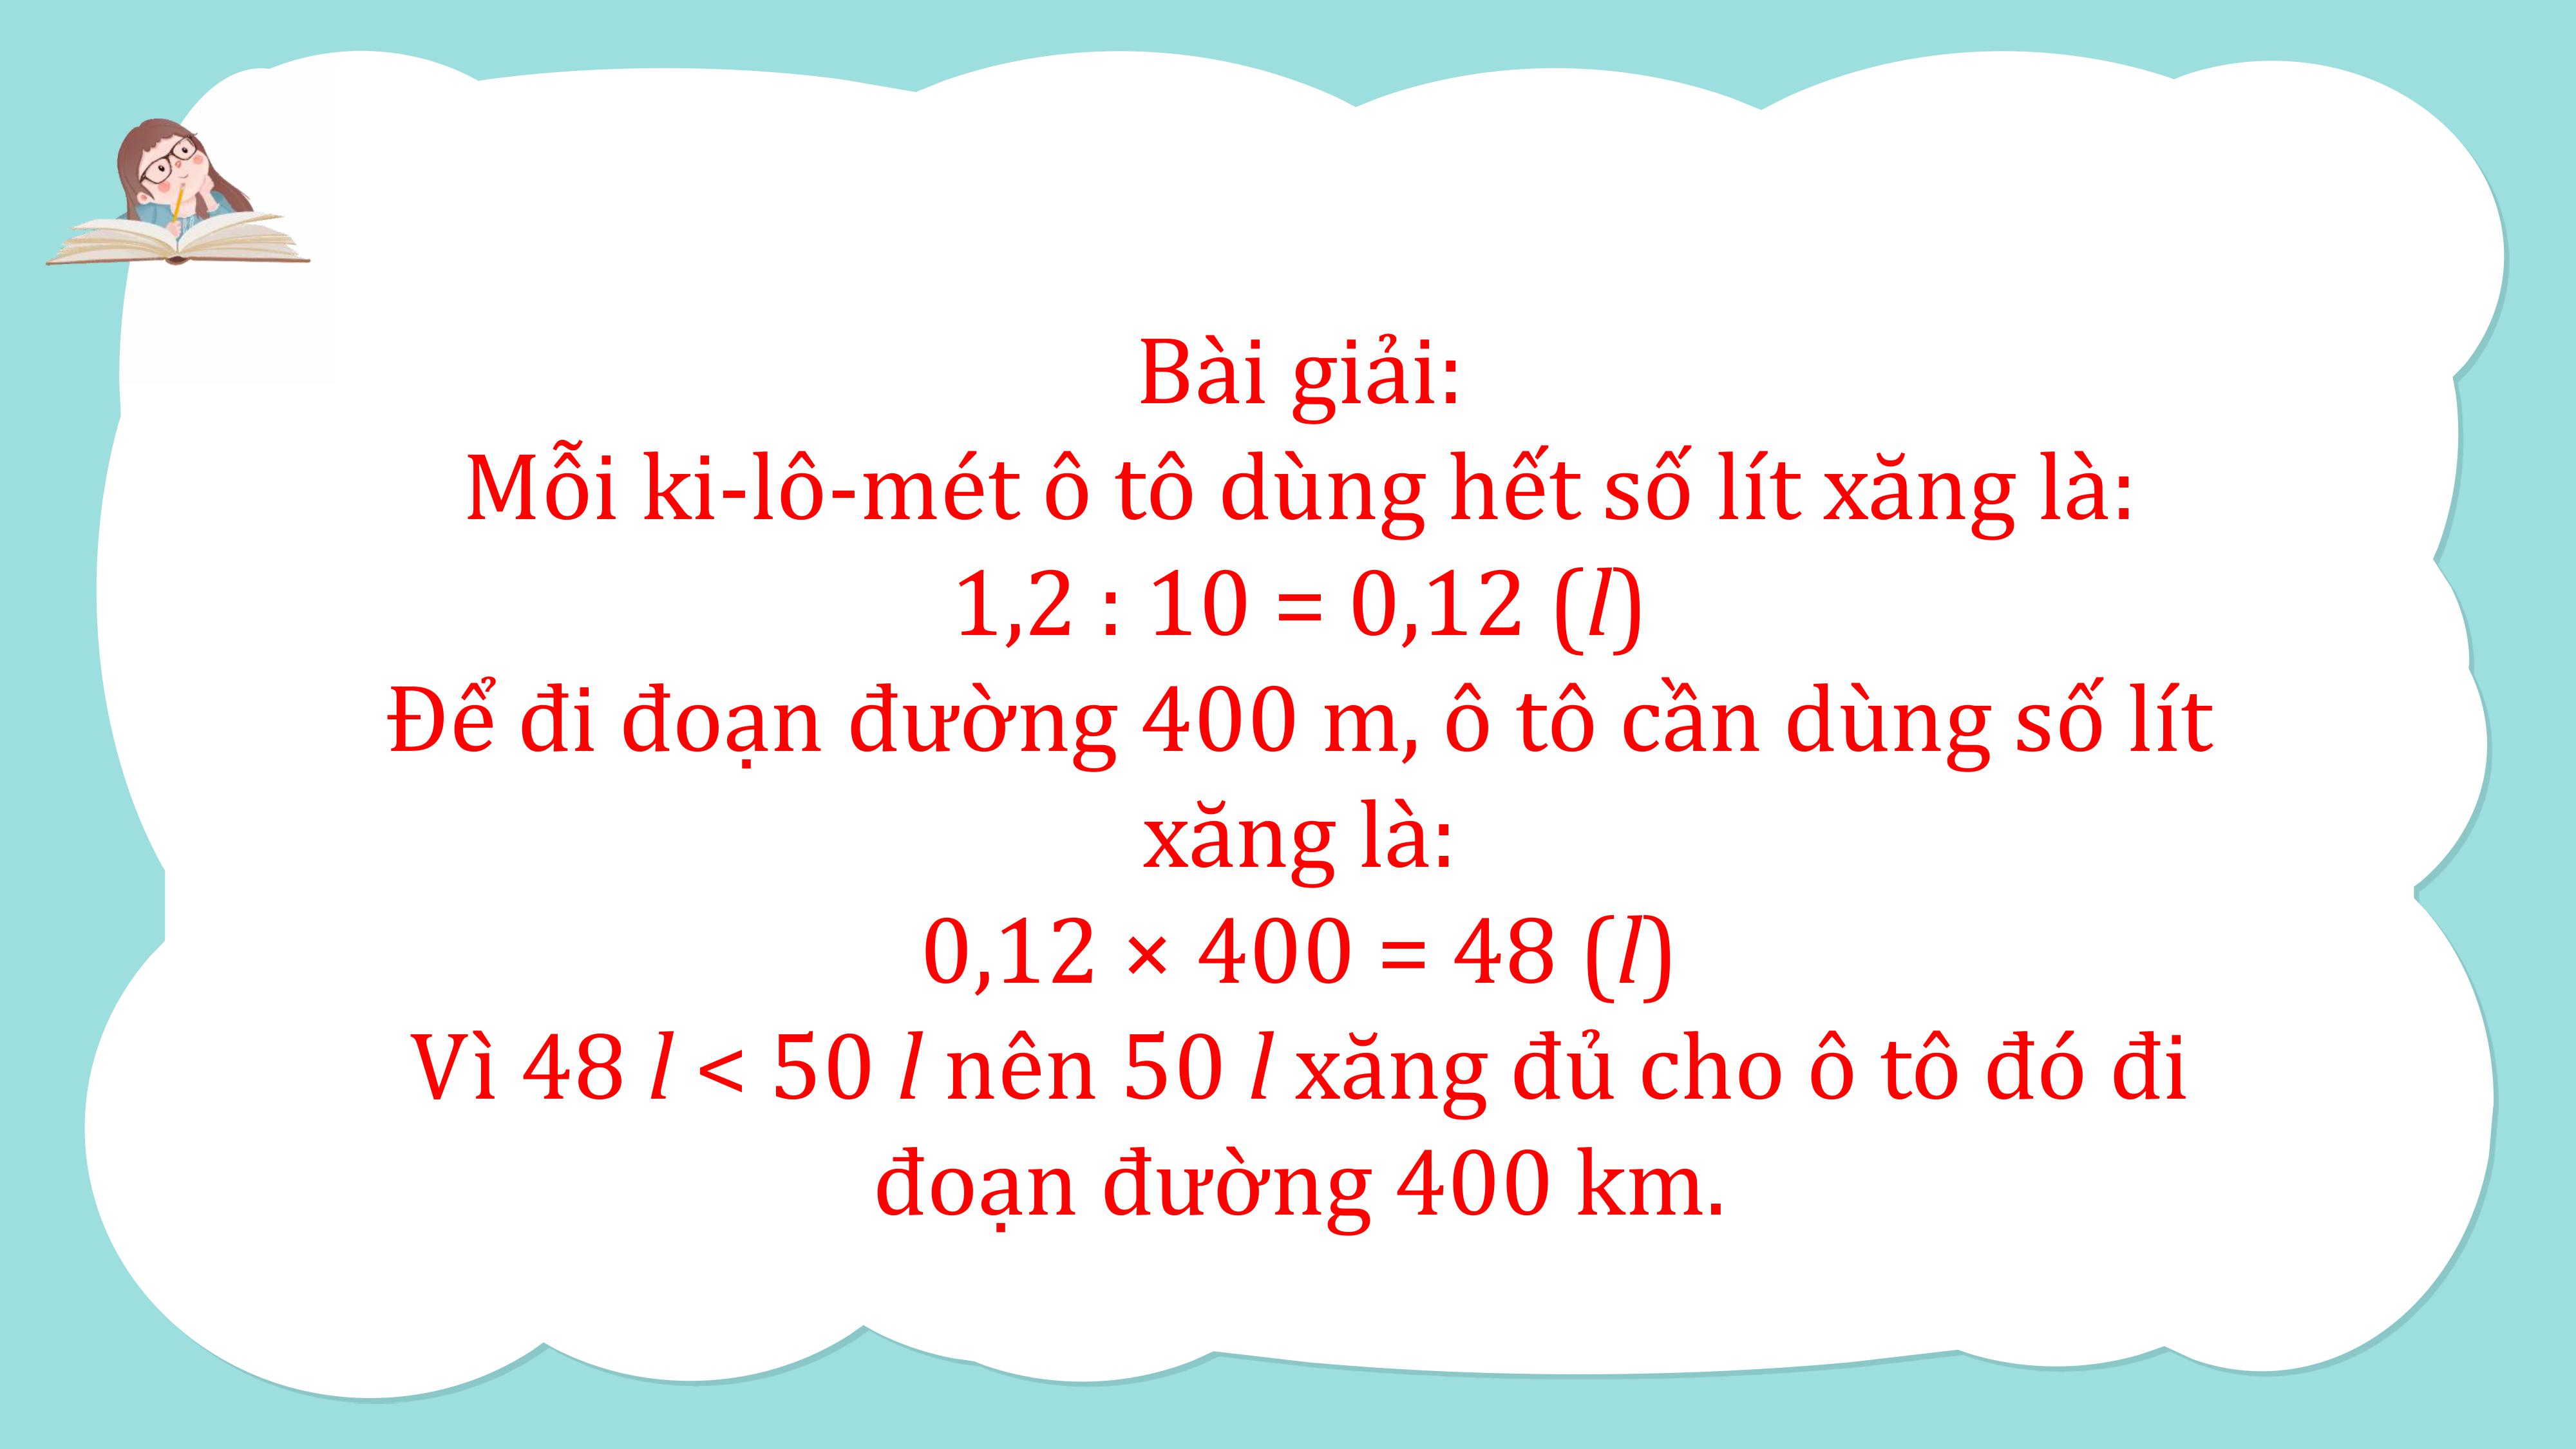 Bài giải:
Mỗi ki-lô-mét ô tô dùng hết số lít xăng là:
1,2 : 10 = 0,12 (l)
Để đi đoạn đường 400 m, ô tô cần dùng số lít
xăng là:
0,12 × 400 = 48 (l)
Vì 48 l < 50 l nên 50 l xăng đủ cho ô tô đó đi
đoạn đường 400 km.